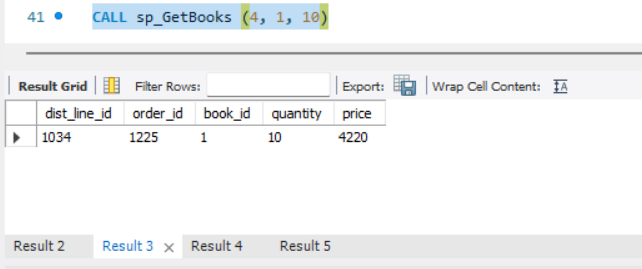 41 CALL sp_GetBooks (4, 1, 10)
Result Grid Filter Rows: Export: Wrap Cell Content: IA
dist_line_id order_id book_id quantity price
1034 1225 1 10 4220
Result 2 Result 3 × Result 4 Result 5